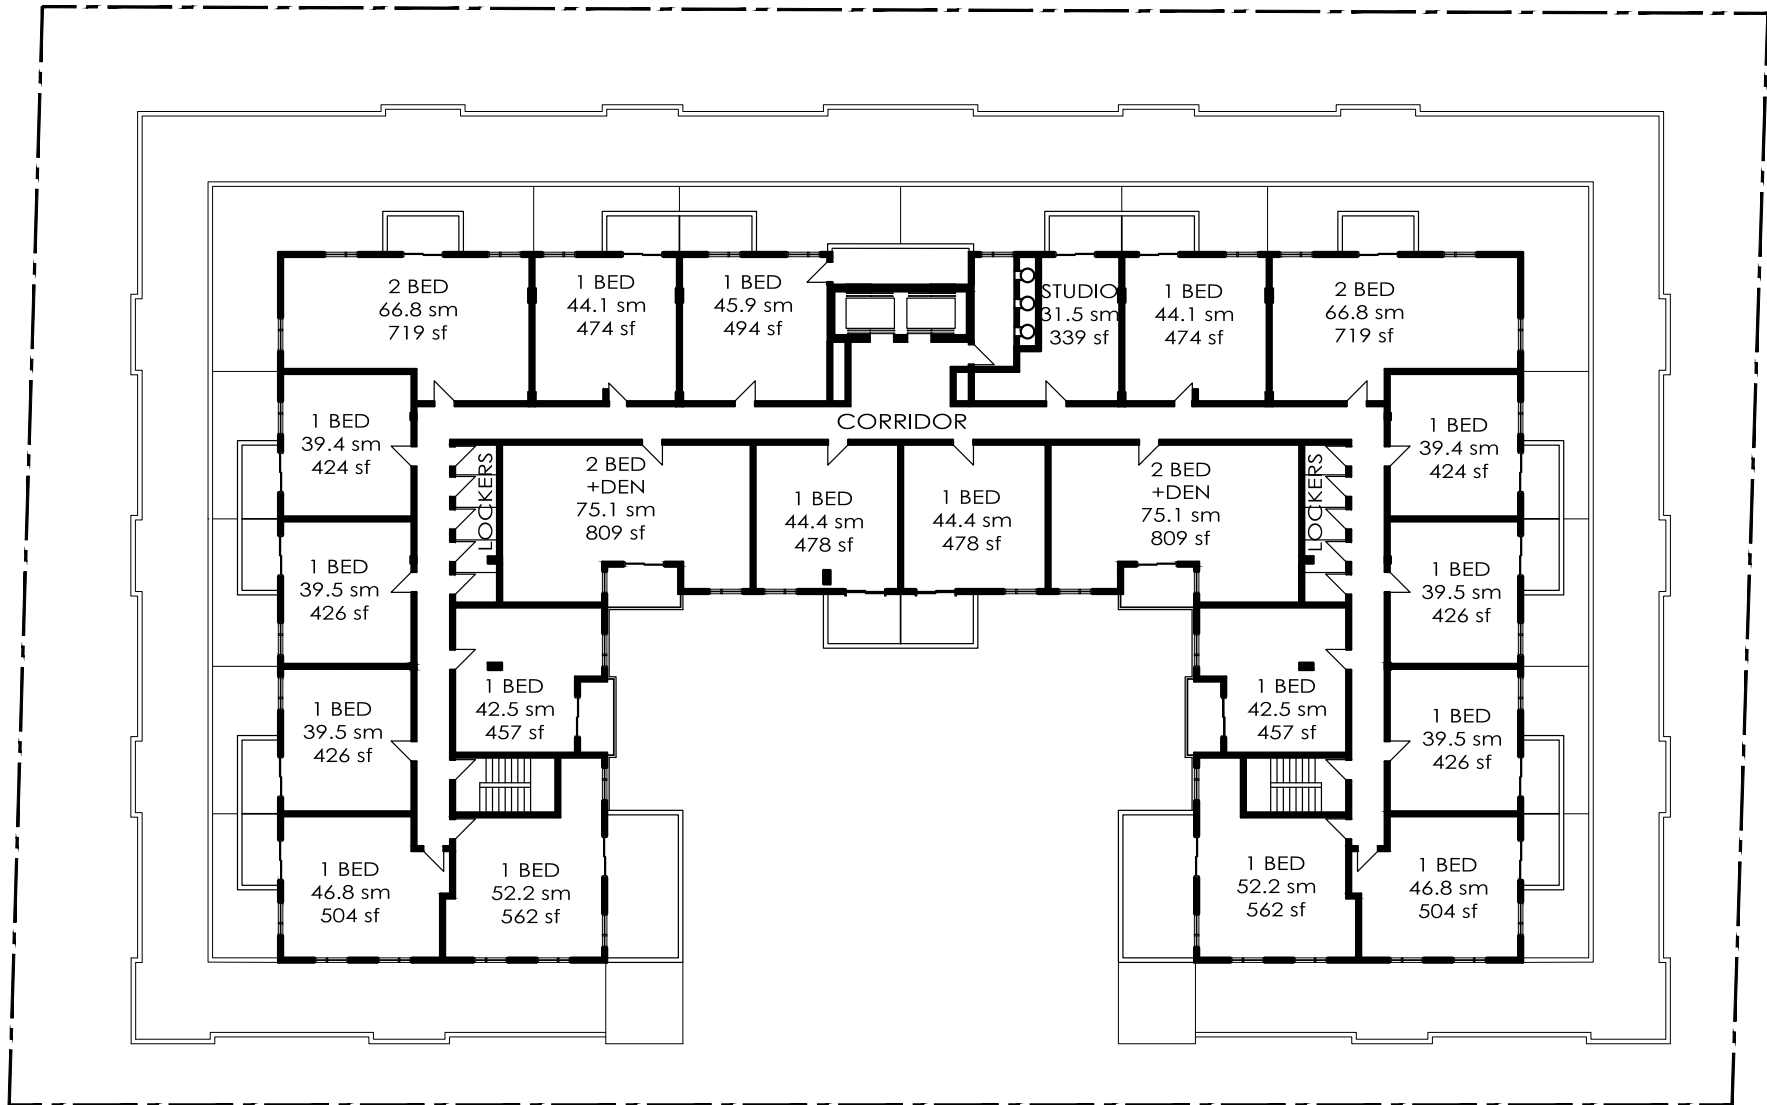 2 BED
66.8 sm
719 sf
1 BED
44.1 sm
474 sf
1 BED
45.9 sm
494 sf
STUDIO
31.5 sm
339 sf
1 BED
44.1 sm
474 sf
2 BED
66.8 sm
719 sf
CORRIDOR
1 BED
39.4 sm
424 sf
LOCKERS
2 BED
+DEN
75.1 sm
809 sf
1 BED
44.4 sm
478 sf
1 BED
44.4 sm
478 sf
2 BED
+DEN
75.1 sm
809 sf
LOCKERS
1 BED
39.4 sm
424 sf
1 BED
39.5 sm
426 sf
1 BED
39.5 sm
426 sf
1 BED
39.5 sm
426 sf
1 BED
42.5 sm
457 sf
1 BED
42.5 sm
457 sf
1 BED
39.5 sm
426 sf
1 BED
46.8 sm
504 sf
1 BED
52.2 sm
562 sf
1 BED
52.2 sm
562 sf
1 BED
46.8 sm
504 sf